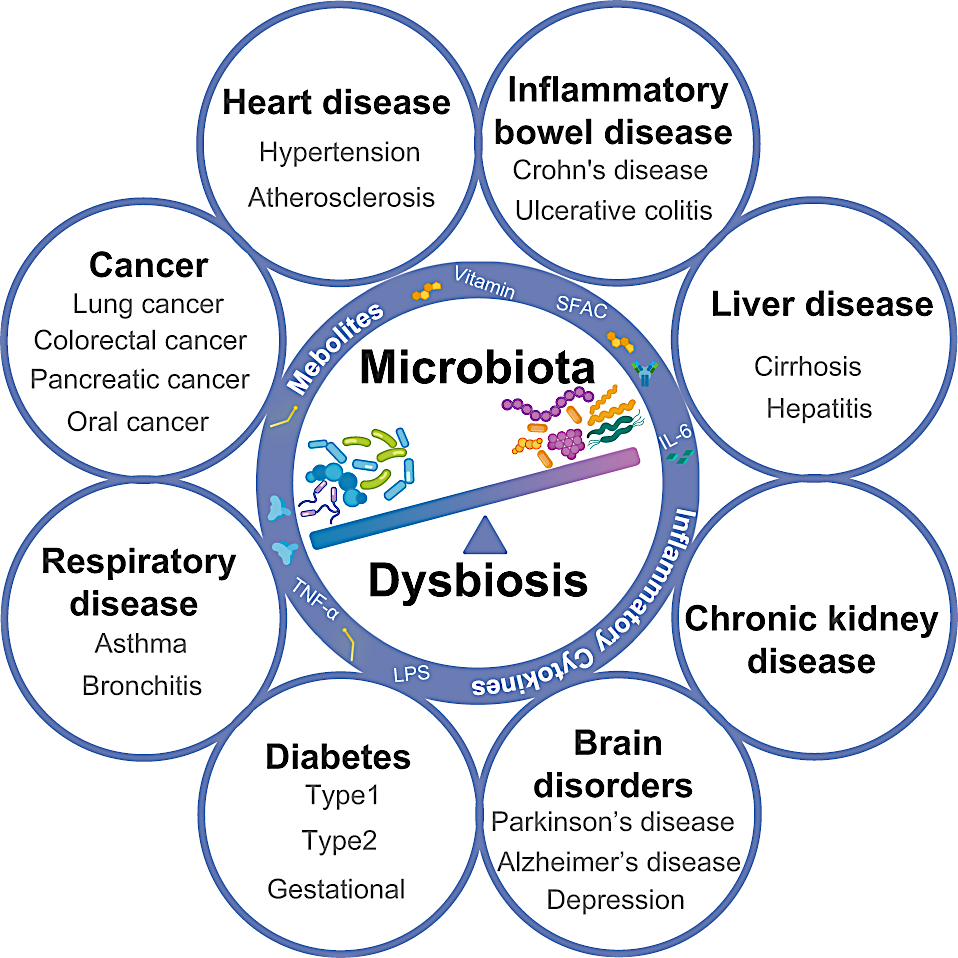 Heart disease
Hypertension
Atherosclerosis
Inflammatory
bowel disease
Crohn's disease
Ulcerative colitis
Cancer
Lung cancer
Colorectal cancer
Pancreatic cancer
Oral cancer
Liver disease
Cirrhosis
Hepatitis
Mebolites
Vitamin
SFAC
IL-6
Inflammatory Cytokines
LPS
TNF-α
Microbiota
Dysbiosis
Respiratory
disease
Asthma
Bronchitis
Chronic kidney
disease
Diabetes
Type1
Type2
Gestational
Brain
disorders
Parkinson’s disease
Alzheimer’s disease
Depression